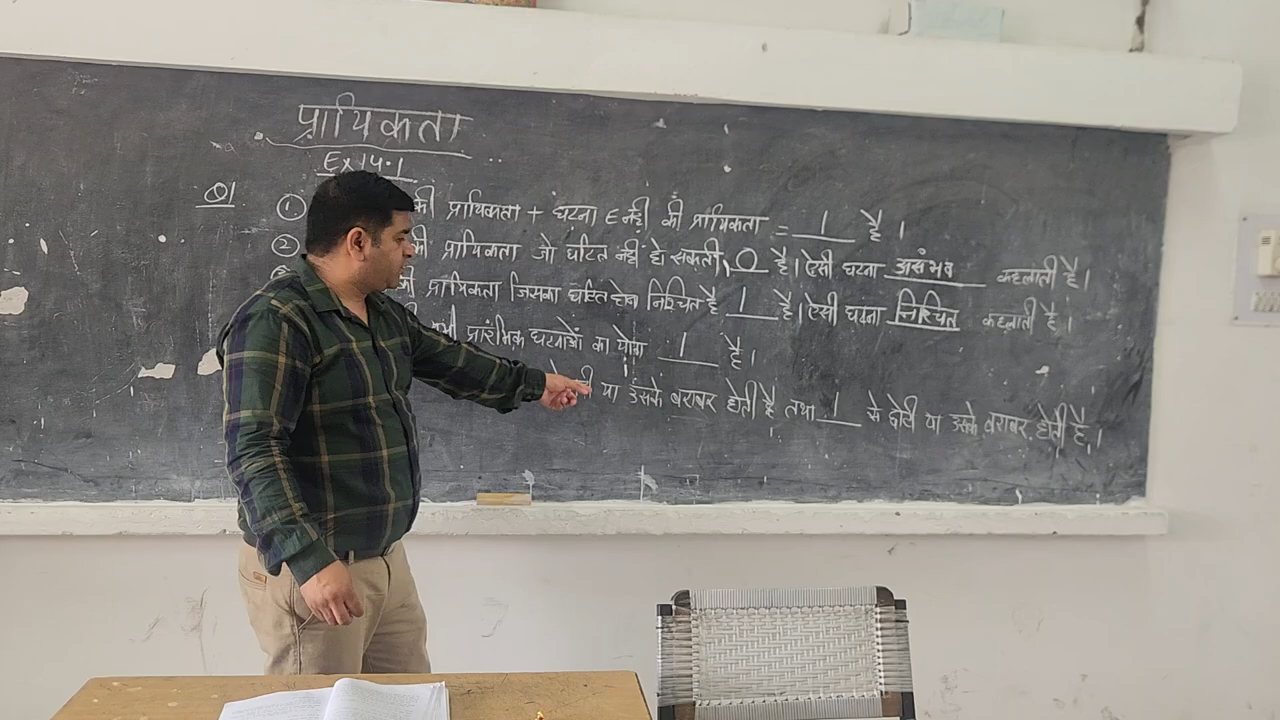 प्रायिकता
Ex 14.1
Q1
① की प्रायिकता + घटना E नहीं की प्रायिकता = 1 है ।
② की प्रायिकता जो घटित नहीं हो सकती, 0 है। ऐसी घटना असंभव कहलाती है।
की प्रायिकता जिसका घटित होना निश्चित है 1 है। ऐसी घटना निश्चित कहलाती है ।
प्रारंभिक घटनाओं का योग 1 है।
या उसके बराबर होती है तथा 1 से छोटी या उसके बराबर होती है ।